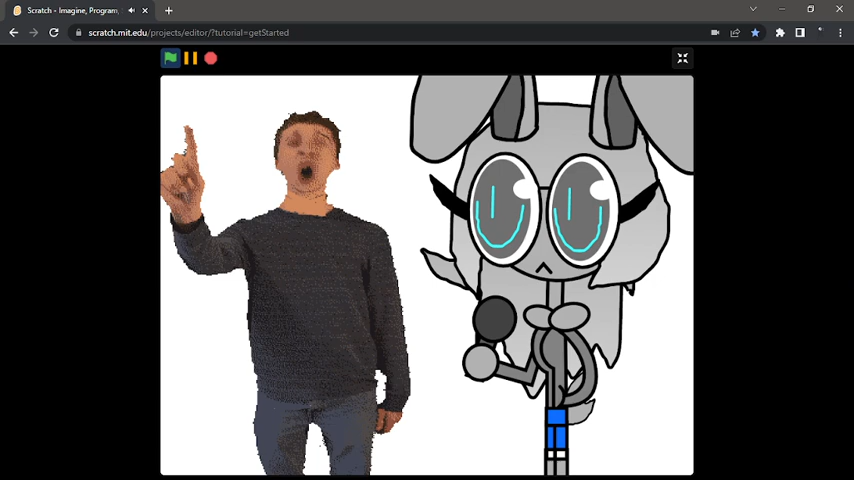 Scratch - Imagine, Program,
scratch.mit.edu/projects/editor/?tutorial=getStarted